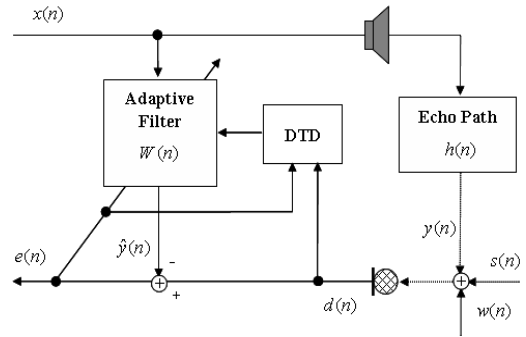 x(n)
Adaptive
Filter
W(n)
DTD
Echo Path
h(n)
y(n)
e(n)
ŷ(n)
-
+
+
d(n)
+
s(n)
w(n)